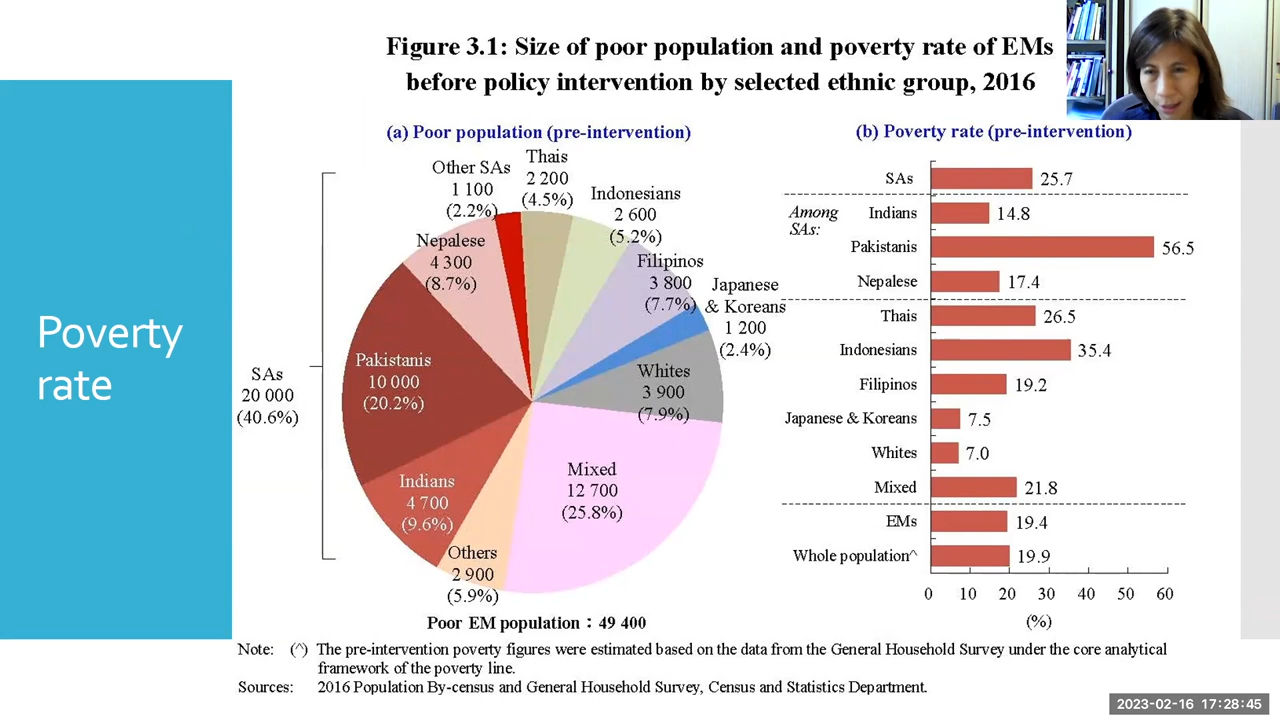 Figure 3.1: Size of poor population and poverty rate of EMs
before policy intervention by selected ethnic group, 2016
Poverty
rate
(a) Poor population (pre-intervention)
Other SAs
1 100
(2.2%)
Thais
2 200
(4.5%)
Indonesians
2 600
(5.2%)
Filipinos
3 800
(7.7%)
Japanese
& Koreans
1 200
(2.4%)
Whites
3 900
(7.9%)
Mixed
12 700
(25.8%)
Others
2 900
(5.9%)
Indians
4 700
(9.6%)
Pakistanis
10 000
(20.2%)
Nepalese
4 300
(8.7%)
SAs
20 000
(40.6%)
Poor EM population : 49 400
(b) Poverty rate (pre-intervention)
SAs 25.7
Among
SAs:
Indians 14.8
Pakistanis 56.5
Nepalese 17.4
Thais 26.5
Indonesians 35.4
Filipinos 19.2
Japanese & Koreans 7.5
Whites 7.0
Mixed 21.8
EMs 19.4
Whole population^ 19.9
0 10 20 30 40 50 60
(%)
Note: (^) The pre-intervention poverty figures were estimated based on the data from the General Household Survey under the core analytical
framework of the poverty line.
Sources: 2016 Population By-census and General Household Survey, Census and Statistics Department.
2023-02-16 17:28:45